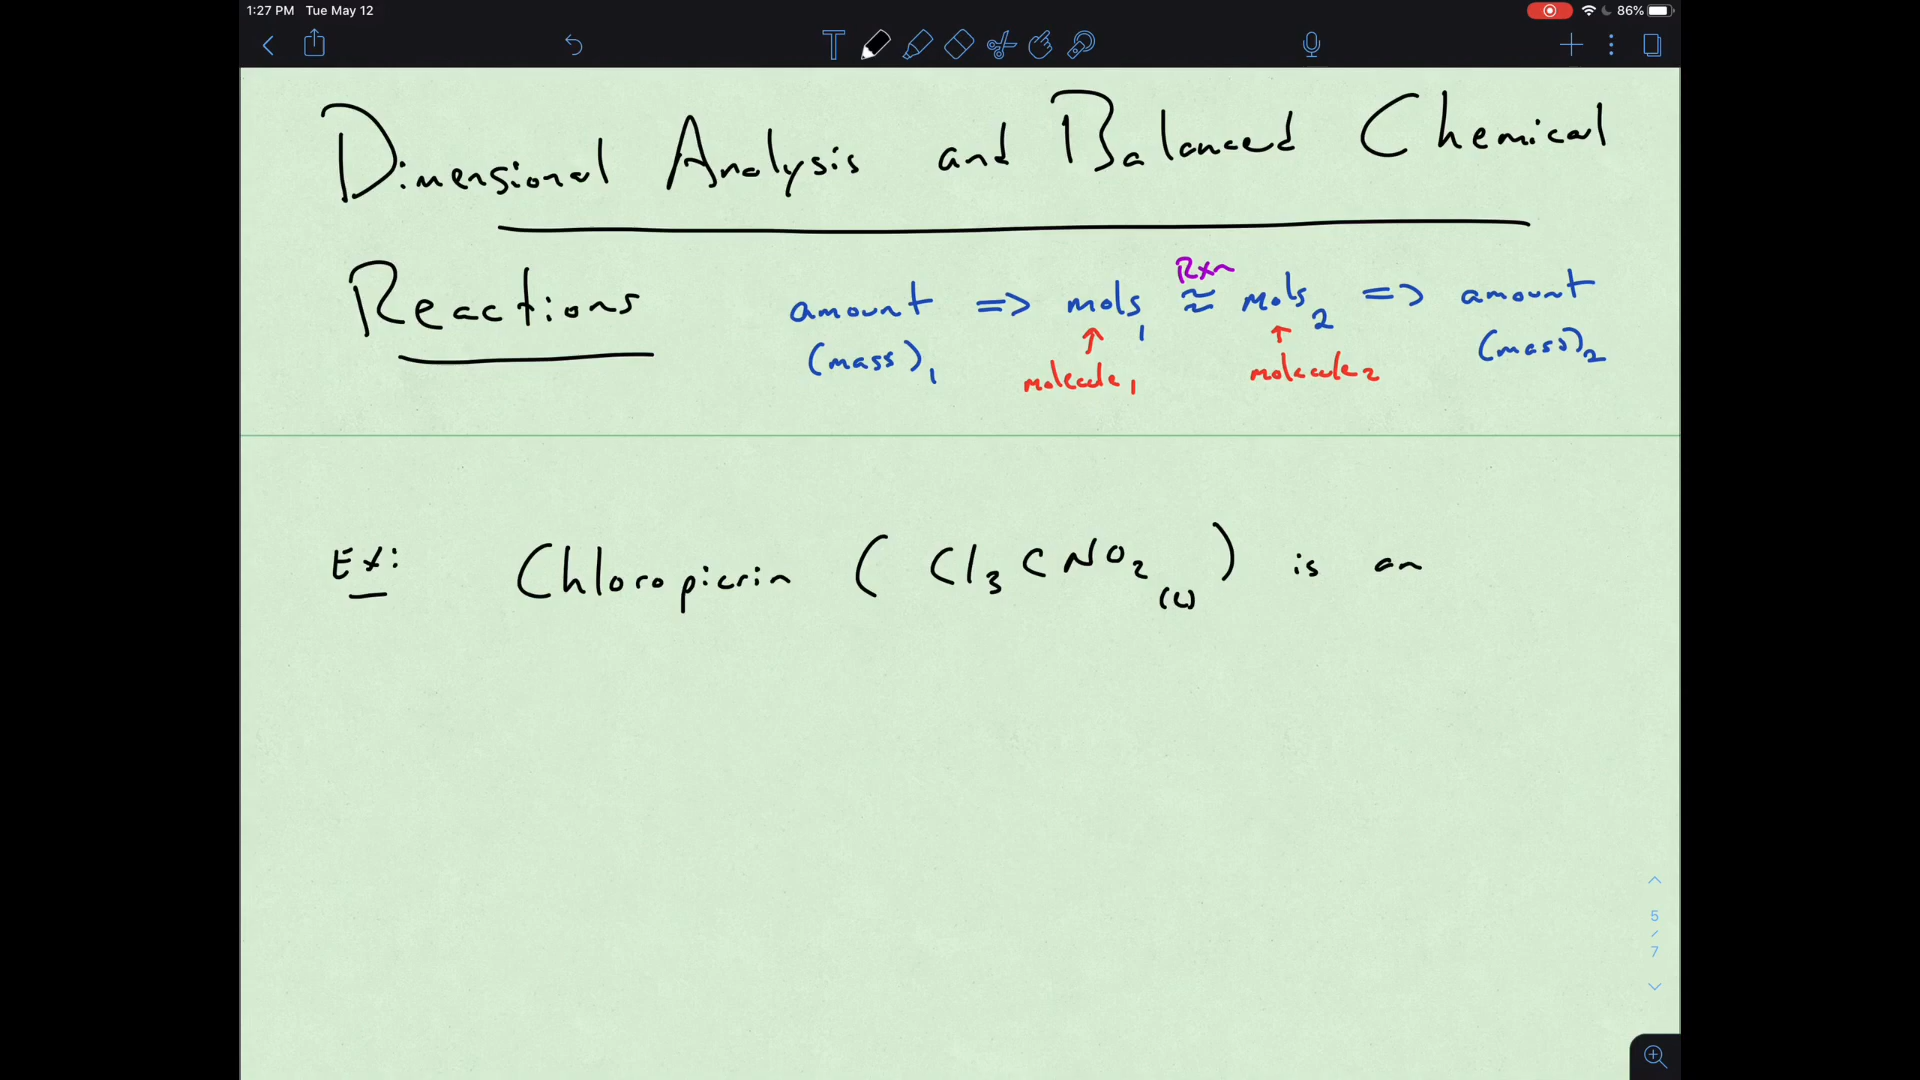 1:27 PM Tue May 12
86%
Dimensional Analysis and Balanced Chemical
Reactions
amount => mols₁ Rxn ≈ mols₂ => amount
(mass)₁ ↑ ↑ (mass)₂
molecule₁ molecule₂
Ex: Chloropicrin ( Cl₃CNO₂ (l) ) is an
5
/
7